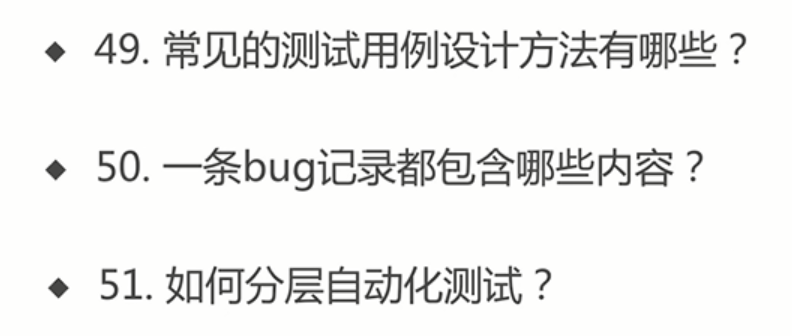 ◆ 49. 常见的测试用例设计方法有哪些？
◆ 50. 一条bug记录都包含哪些内容？
◆ 51. 如何分层自动化测试？